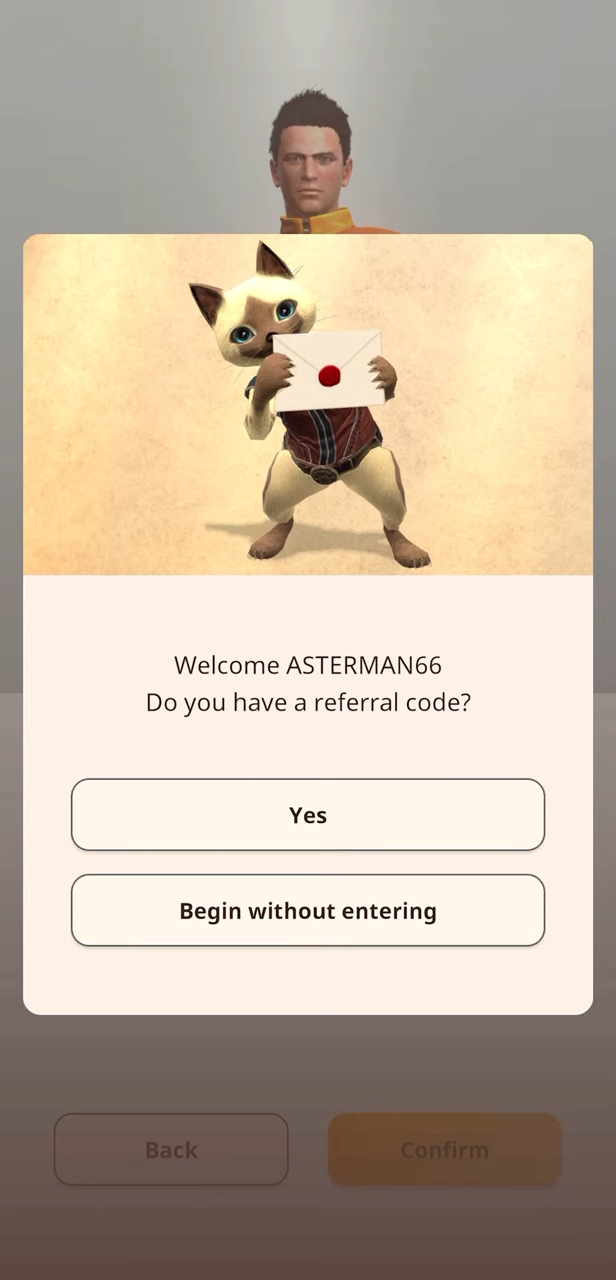 Welcome ASTERMAN66
Do you have a referral code?
Yes
Begin without entering
Back
Confirm